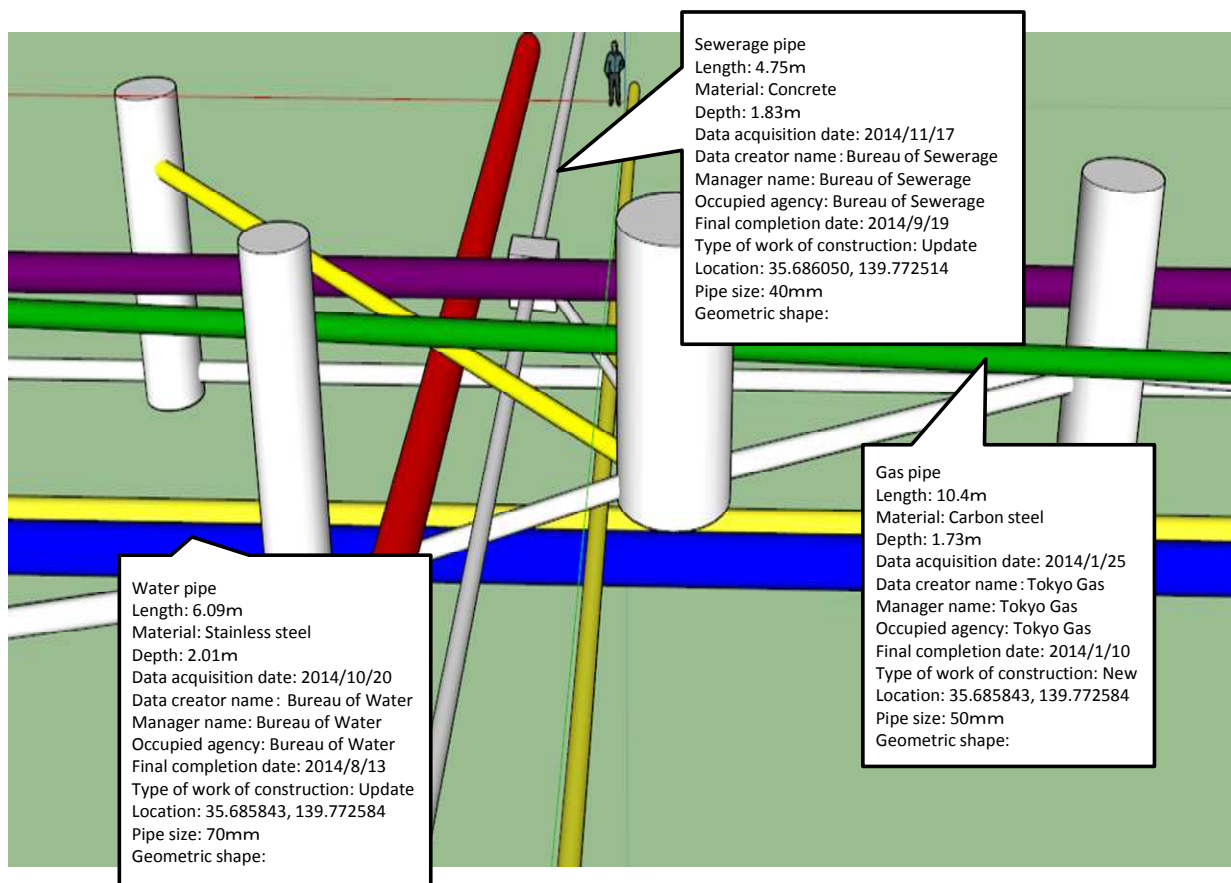 Sewerage pipe
Length: 4.75m
Material: Concrete
Depth: 1.83m
Data acquisition date: 2014/11/17
Data creator name: Bureau of Sewerage
Manager name: Bureau of Sewerage
Occupied agency: Bureau of Sewerage
Final completion date: 2014/9/19
Type of work of construction: Update
Location: 35.686050, 139.772514
Pipe size: 40mm
Geometric shape:
Gas pipe
Length: 10.4m
Material: Carbon steel
Depth: 1.73m
Data acquisition date: 2014/1/25
Data creator name: Tokyo Gas
Manager name: Tokyo Gas
Occupied agency: Tokyo Gas
Final completion date: 2014/1/10
Type of work of construction: New
Location: 35.685843, 139.772584
Pipe size: 50mm
Geometric shape:
Water pipe
Length: 6.09m
Material: Stainless steel
Depth: 2.01m
Data acquisition date: 2014/10/20
Data creator name: Bureau of Water
Manager name: Bureau of Water
Occupied agency: Bureau of Water
Final completion date: 2014/8/13
Type of work of construction: Update
Location: 35.685843, 139.772584
Pipe size: 70mm
Geometric shape: